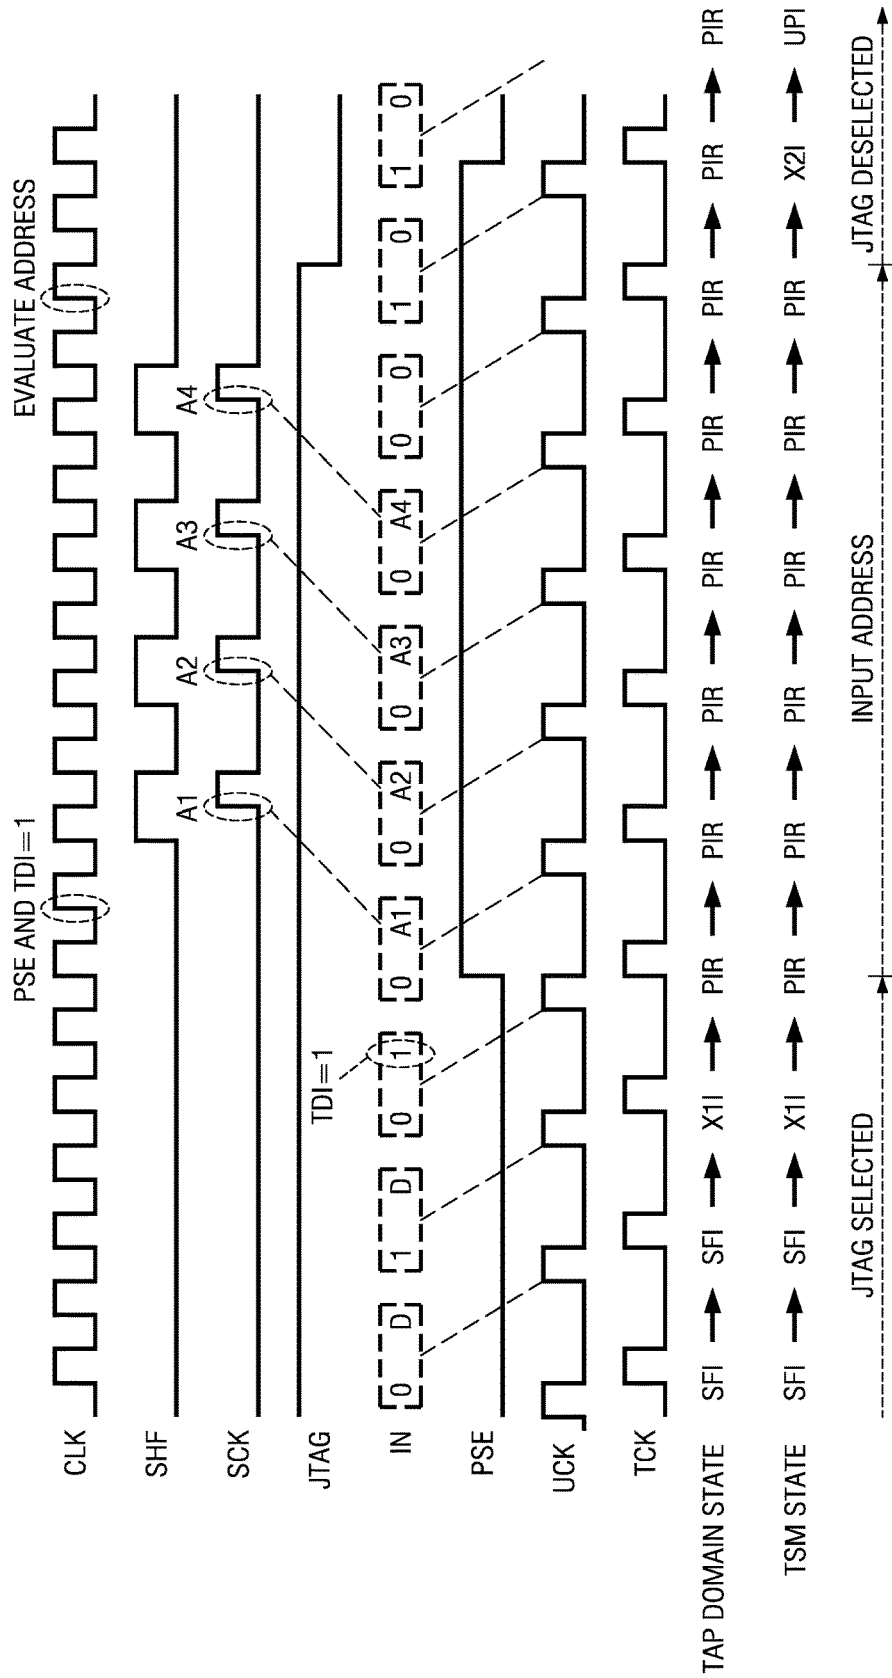 PSE AND TDI=1
EVALUATE ADDRESS
CLK
SHF
A1 A2 A3 A4
SCK
JTAG
TDI=1
IN 0 D 1 D 0 1 0 A1 0 A2 0 A3 0 A4 0 0 1 0 1 0
PSE
UCK
TCK
TAP DOMAIN STATE SFI SFI X1I PIR PIR PIR PIR PIR PIR PIR PIR
TSM STATE SFI SFI X1I PIR PIR PIR PIR PIR PIR X2I UPI
JTAG SELECTED INPUT ADDRESS JTAG DESELECTED